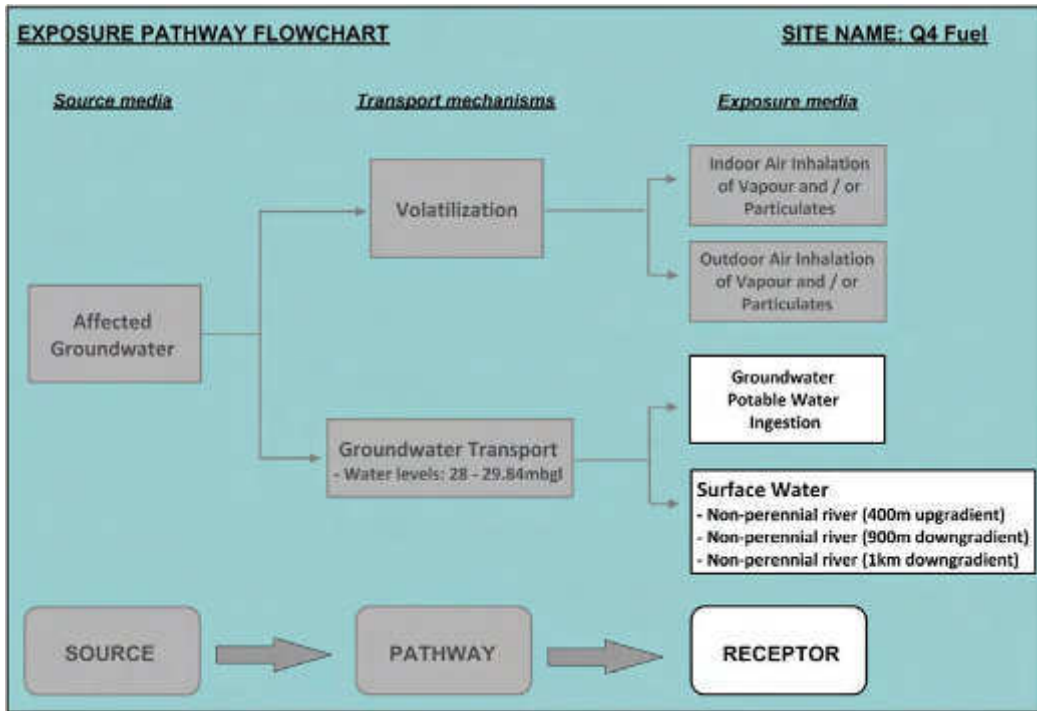 EXPOSURE PATHWAY FLOWCHART
SITE NAME: Q4 Fuel
Source media
Transport mechanisms
Exposure media
Affected
Groundwater
Volatilization
Indoor Air Inhalation
of Vapour and / or
Particulates
Outdoor Air Inhalation
of Vapour and / or
Particulates
Groundwater Transport
- Water levels: 28 - 29.84mbgl
Groundwater
Potable Water
Ingestion
Surface Water
- Non-perennial river (400m upgradient)
- Non-perennial river (900m downgradient)
- Non-perennial river (1km downgradient)
SOURCE
PATHWAY
RECEPTOR